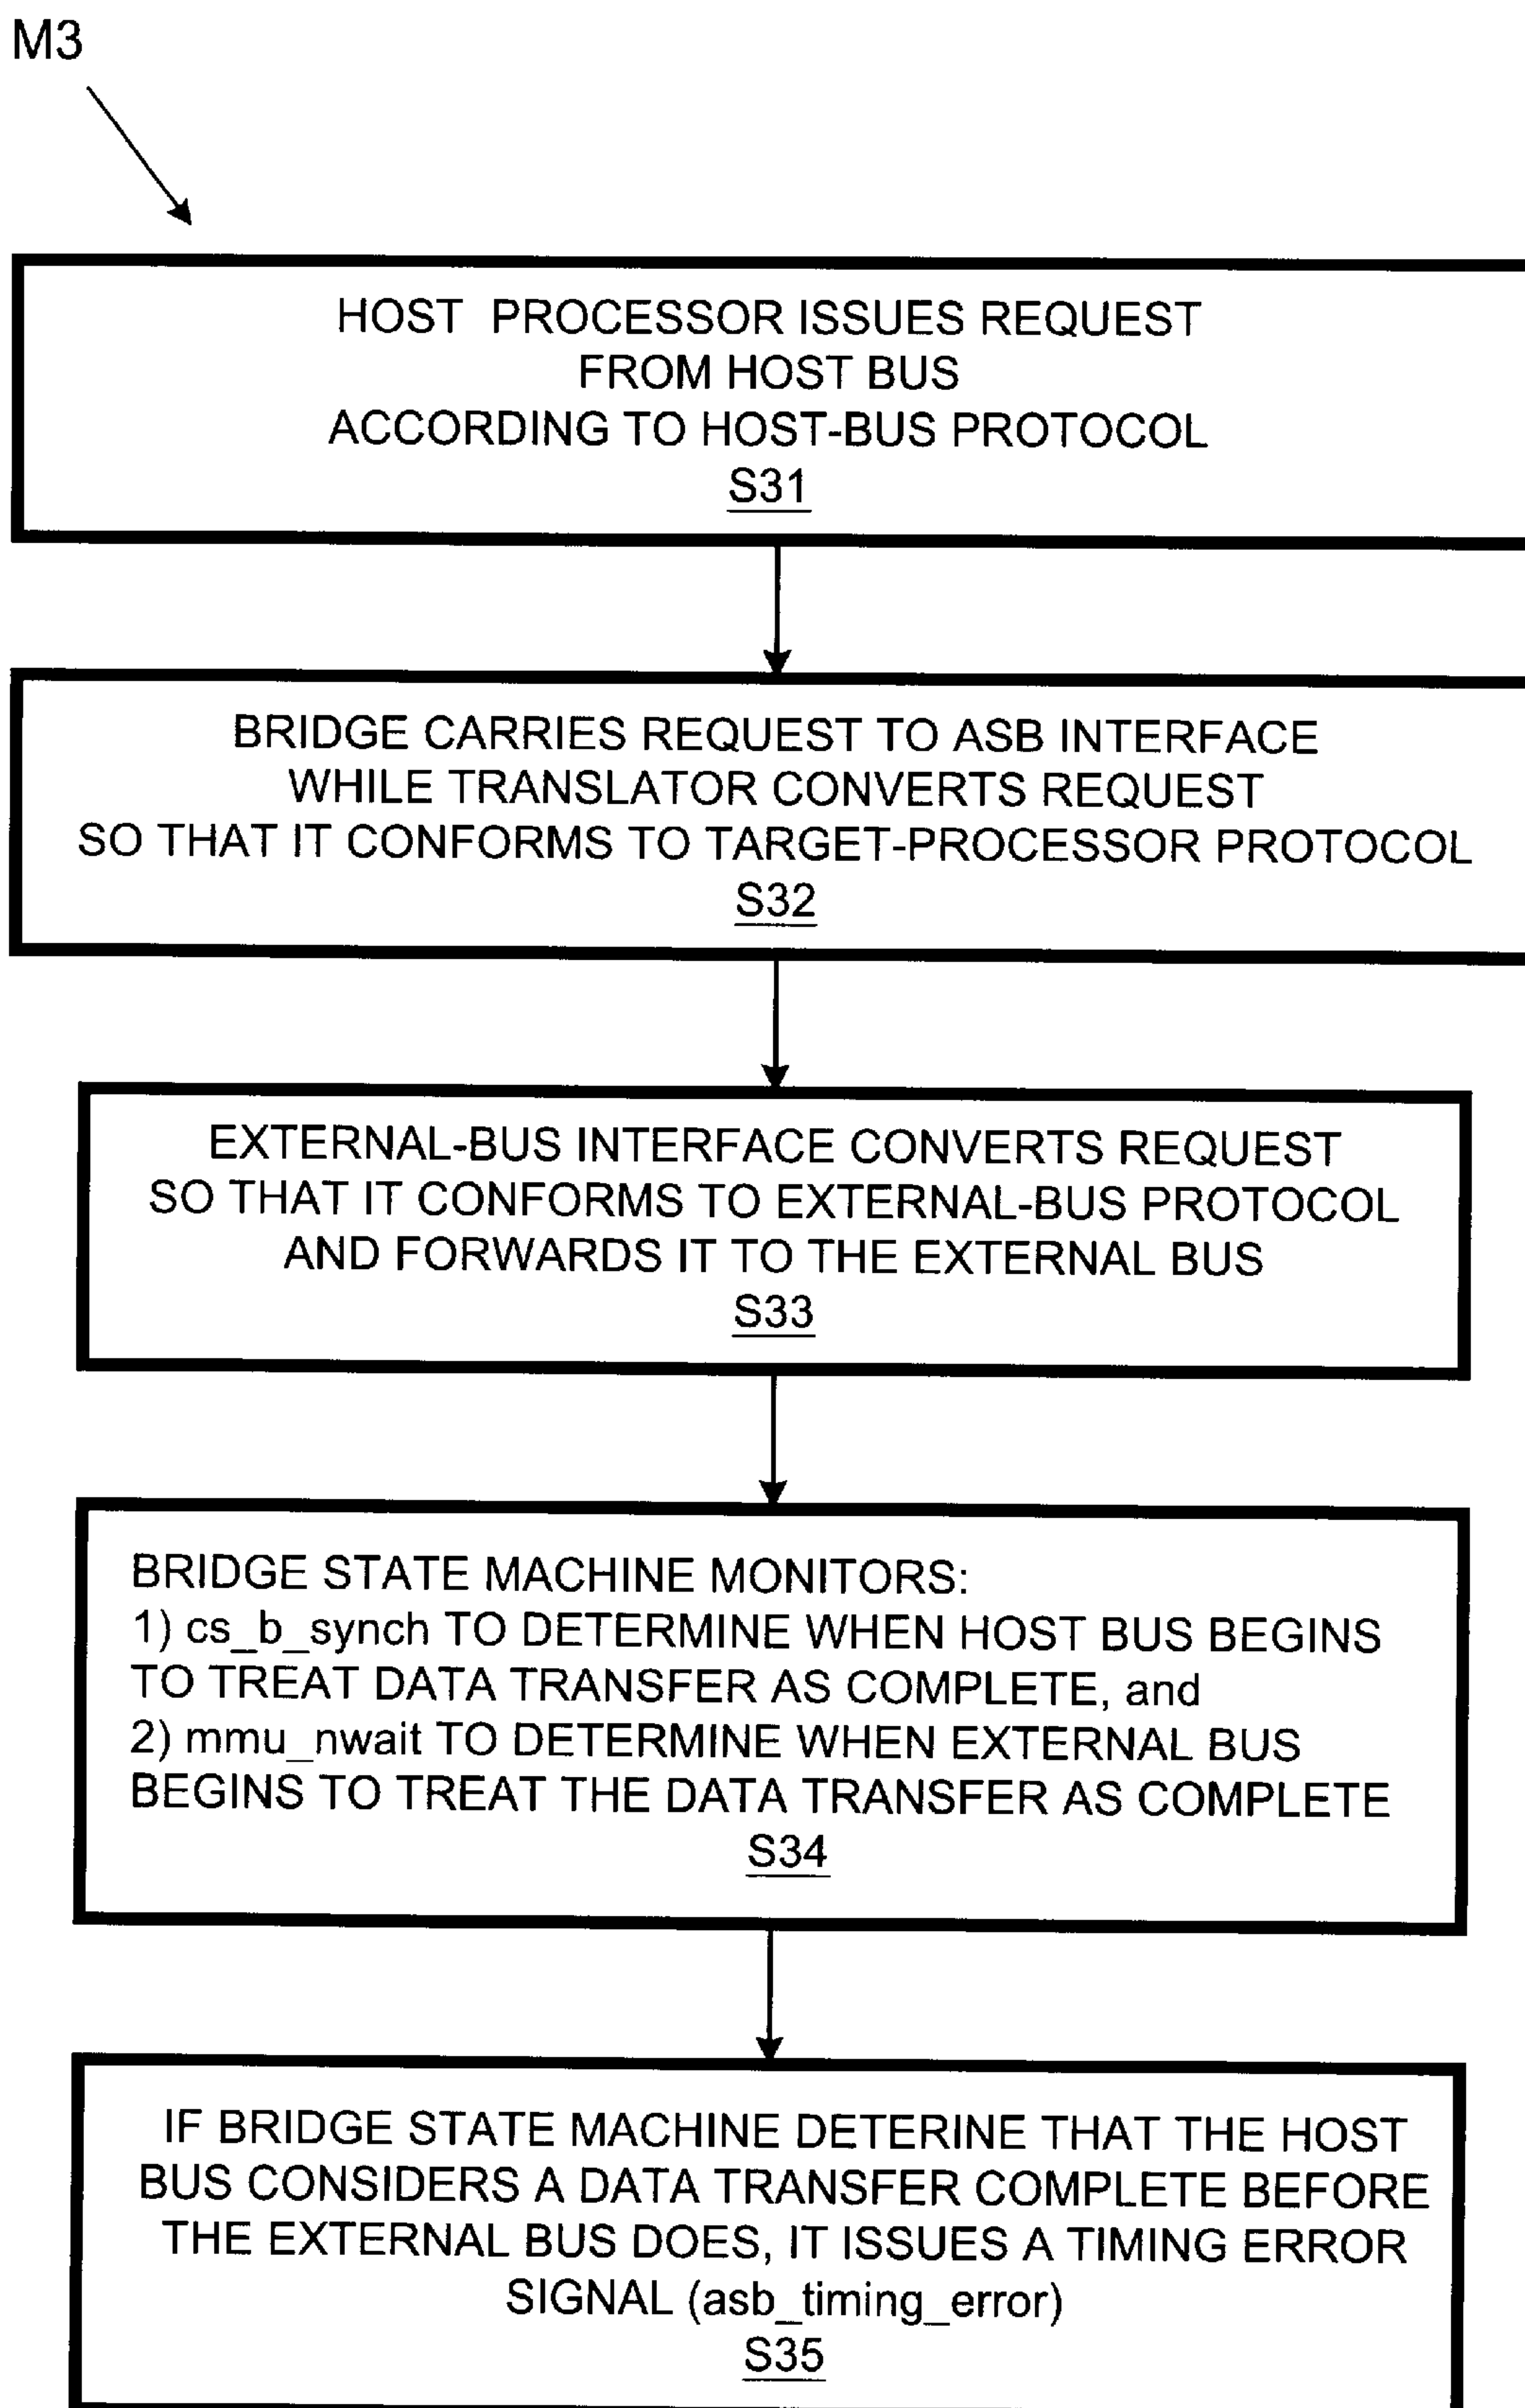 M3
HOST PROCESSOR ISSUES REQUEST
FROM HOST BUS
ACCORDING TO HOST-BUS PROTOCOL
S31
BRIDGE CARRIES REQUEST TO ASB INTERFACE
WHILE TRANSLATOR CONVERTS REQUEST
SO THAT IT CONFORMS TO TARGET-PROCESSOR PROTOCOL
S32
EXTERNAL-BUS INTERFACE CONVERTS REQUEST
SO THAT IT CONFORMS TO EXTERNAL-BUS PROTOCOL
AND FORWARDS IT TO THE EXTERNAL BUS
S33
BRIDGE STATE MACHINE MONITORS:
1) cs_b_synch TO DETERMINE WHEN HOST BUS BEGINS
TO TREAT DATA TRANSFER AS COMPLETE, and
2) mmu_nwait TO DETERMINE WHEN EXTERNAL BUS
BEGINS TO TREAT THE DATA TRANSFER AS COMPLETE
S34
IF BRIDGE STATE MACHINE DETERINE THAT THE HOST
BUS CONSIDERS A DATA TRANSFER COMPLETE BEFORE
THE EXTERNAL BUS DOES, IT ISSUES A TIMING ERROR
SIGNAL (asb_timing_error)
S35